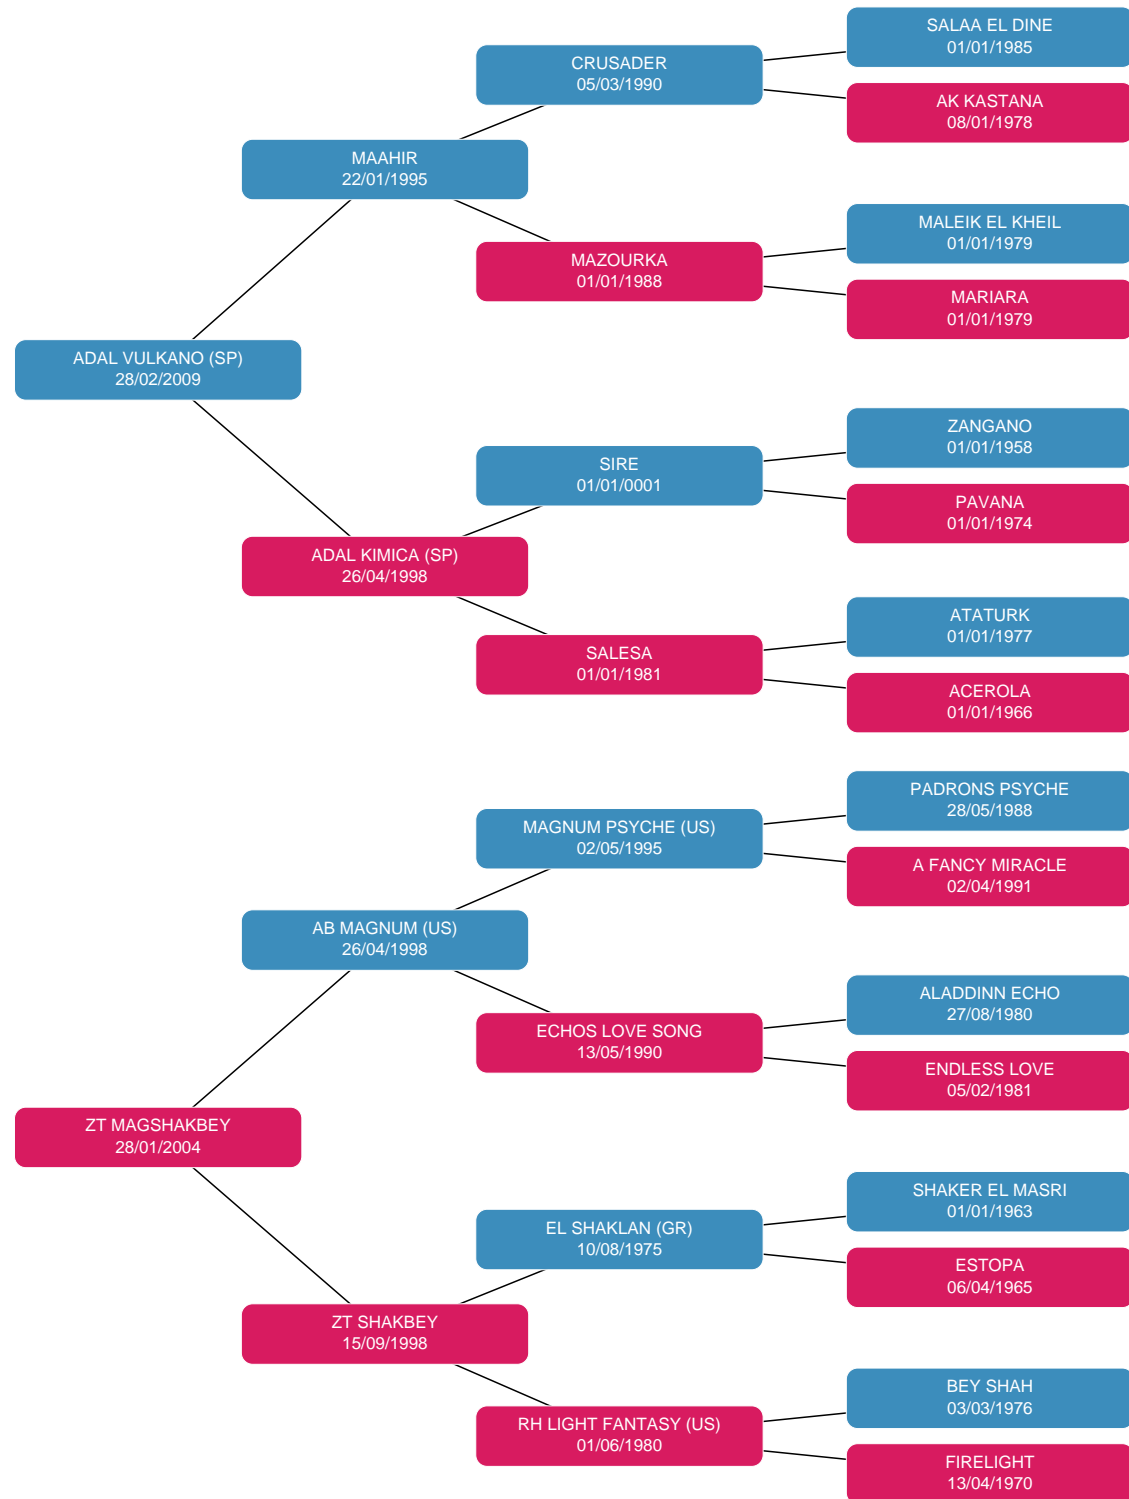 SALAA EL DINE
01/01/1985
CRUSADER
05/03/1990
AK KASTANA
08/01/1978
MAAHIR
22/01/1995
MALEIK EL KHEIL
01/01/1979
MAZOURKA
01/01/1988
MARIARA
01/01/1979
ADAL VULKANO (SP)
28/02/2009
ZANGANO
01/01/1958
SIRE
01/01/0001
PAVANA
01/01/1974
ADAL KIMICA (SP)
26/04/1998
ATATURK
01/01/1977
SALESA
01/01/1981
ACEROLA
01/01/1966
PADRONS PSYCHE
28/05/1988
MAGNUM PSYCHE (US)
02/05/1995
A FANCY MIRACLE
02/04/1991
AB MAGNUM (US)
26/04/1998
ALADDINN ECHO
27/08/1980
ECHOS LOVE SONG
13/05/1990
ENDLESS LOVE
05/02/1981
ZT MAGSHAKBEY
28/01/2004
SHAKER EL MASRI
01/01/1963
EL SHAKLAN (GR)
10/08/1975
ESTOPA
06/04/1965
ZT SHAKBEY
15/09/1998
BEY SHAH
03/03/1976
RH LIGHT FANTASY (US)
01/06/1980
FIRELIGHT
13/04/1970